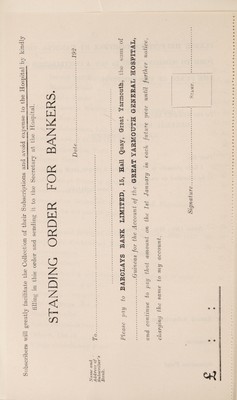 Subscribers will greatly facilitate the Collection of their Subscriptions and avoid expense to the Hospital by kindly
filling in this order and sending it to the Secretary at the Hospital.
STANDING ORDER FOR BANKERS.
Date 192
Name and
Address of
Subscriber's
Bank.
To
Please pay to BARCLAYS BANK LIMITED, 15, Hall Quay, Great Yarmouth, the sum of
Guineas for the Account of the GREAT YARMOUTH GENERAL HOSPITAL,
and continue to pay that amount on the 1st January in each future year until further notice,
charging the same to my account.
£ : :
Signature
STAMP.